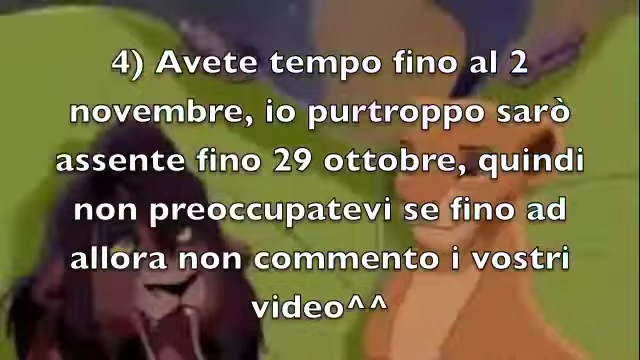 4) Avete tempo fino al 2
novembre, io purtroppo sarò
assente fino 29 ottobre, quindi
non preoccupatevi se fino ad
allora non commento i vostri
video^^